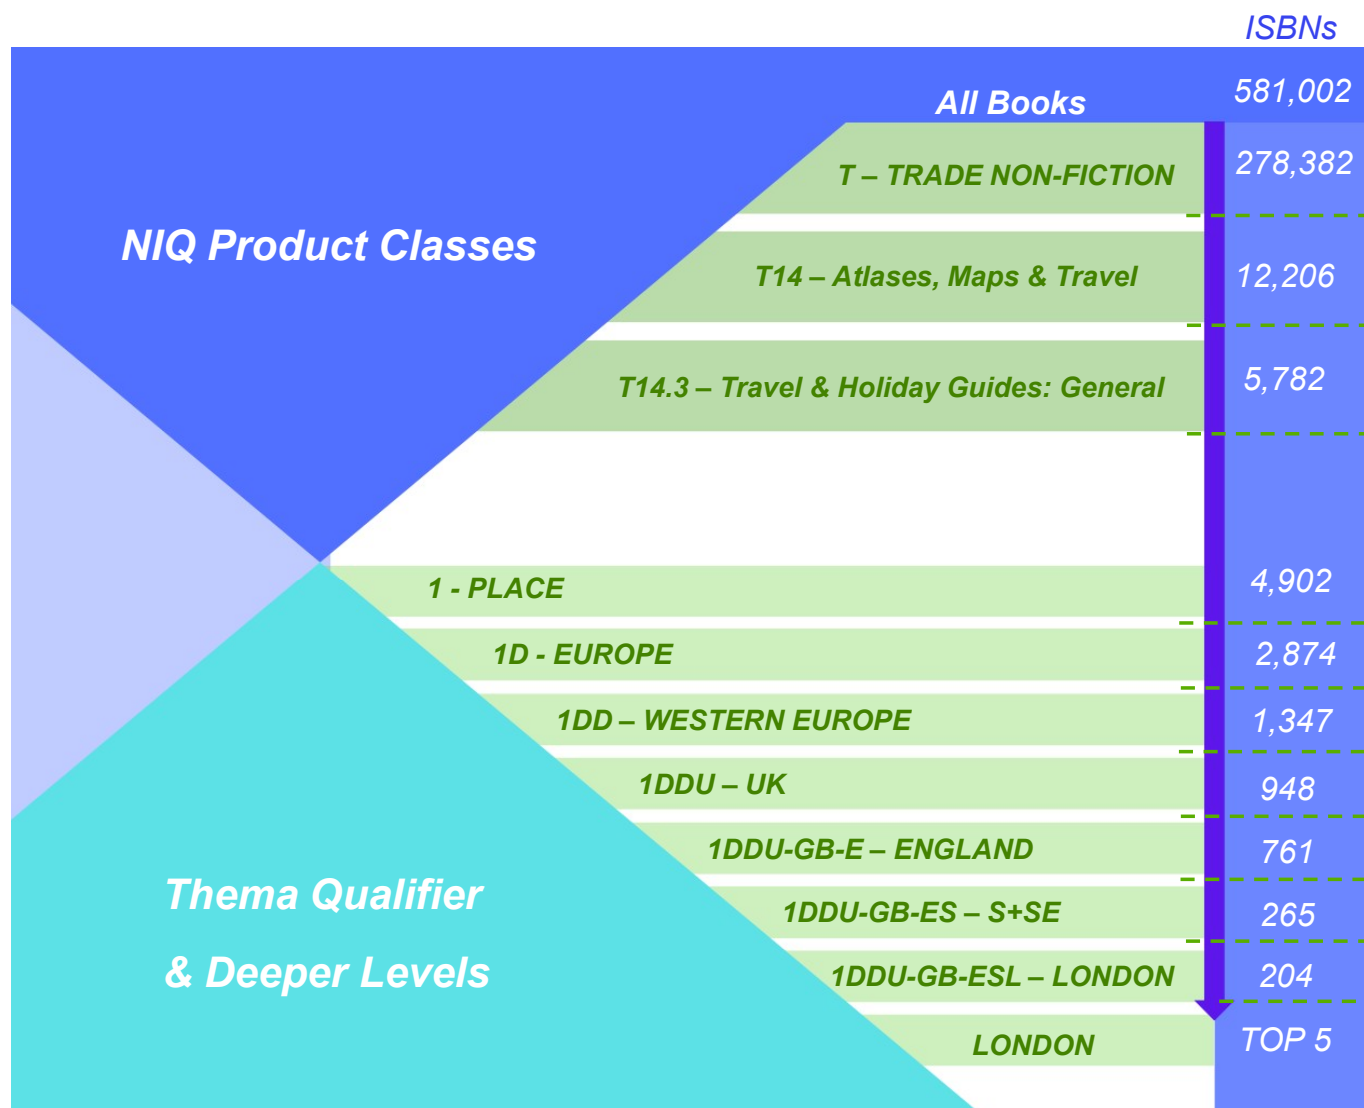 ISBNs
All Books 581,002
T – TRADE NON-FICTION 278,382
NIQ Product Classes
T14 – Atlases, Maps & Travel 12,206
T14.3 – Travel & Holiday Guides: General 5,782
1 - PLACE 4,902
1D - EUROPE 2,874
1DD – WESTERN EUROPE 1,347
1DDU – UK 948
1DDU-GB-E – ENGLAND 761
Thema Qualifier
1DDU-GB-ES – S+SE 265
& Deeper Levels
1DDU-GB-ESL – LONDON 204
LONDON TOP 5